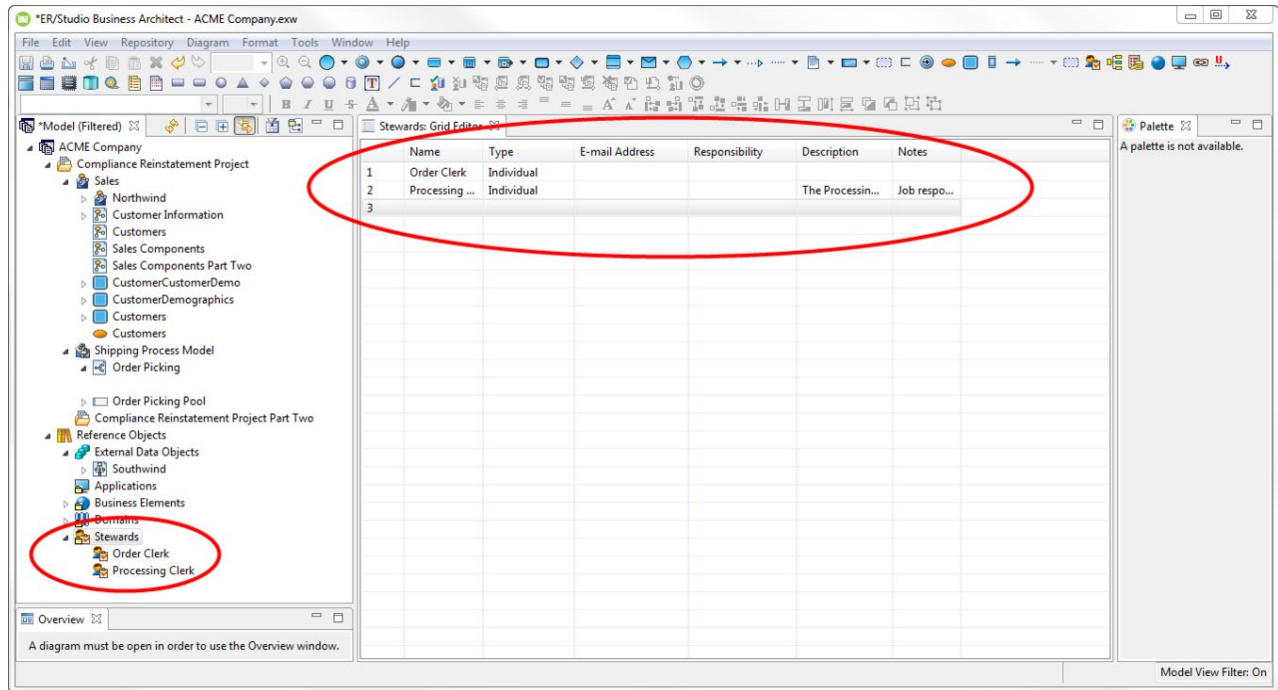 *ER/Studio Business Architect - ACME Company.exw
File Edit View Repository Diagram Format Tools Window Help
*Model (Filtered)
ACME Company
Compliance Reinstatement Project
Sales
Northwind
Customer Information
Customers
Sales Components
Sales Components Part Two
CustomerCustomerDemo
CustomerDemographics
Customers
Customers
Shipping Process Model
Order Picking
Order Picking Pool
Compliance Reinstatement Project Part Two
Reference Objects
External Data Objects
Southwind
Applications
Business Elements
Domains
Stewards
Order Clerk
Processing Clerk
Overview
A diagram must be open in order to use the Overview window.
Stewards: Grid Editor
Name Type E-mail Address Responsibility Description Notes
1 Order Clerk Individual
2 Processing ... Individual The Processin... Job respo...
3
Palette
A palette is not available.
Model View Filter: On